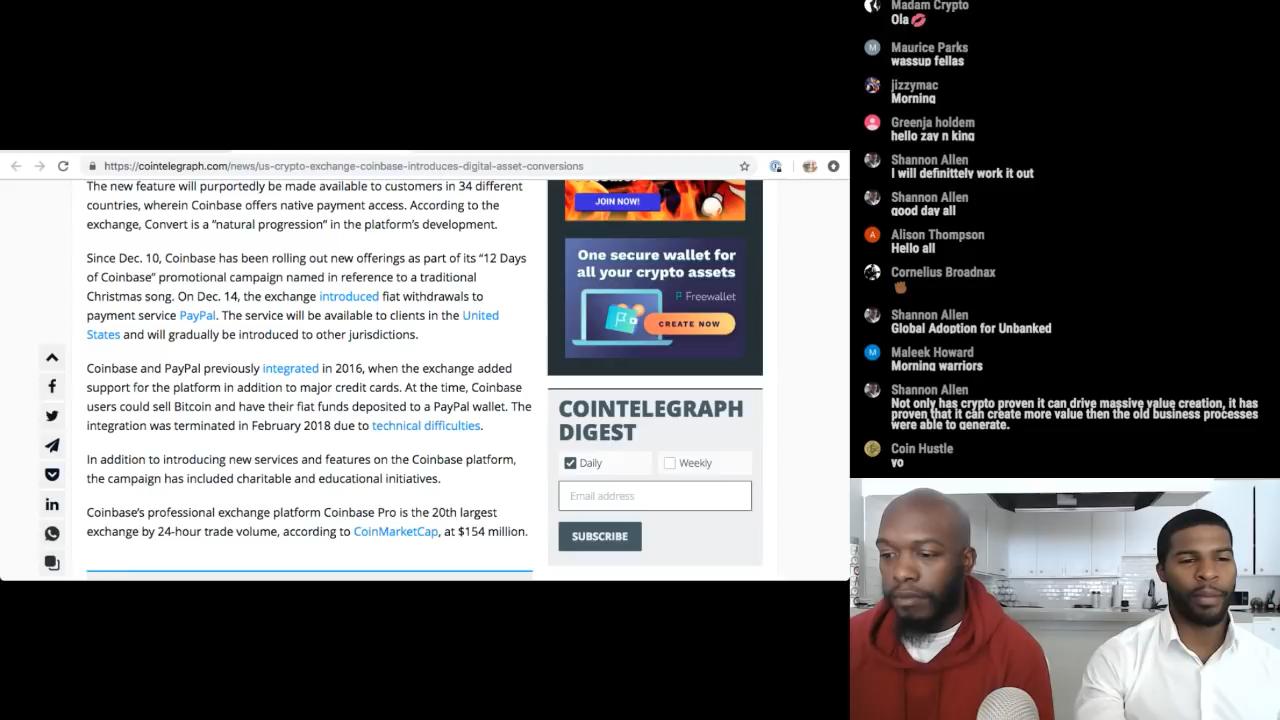 https://cointelegraph.com/news/us-crypto-exchange-coinbase-introduces-digital-asset-conversions
The new feature will purportedly be made available to customers in 34 different
countries, wherein Coinbase offers native payment access. According to the
exchange, Convert is a “natural progression” in the platform’s development.
Since Dec. 10, Coinbase has been rolling out new offerings as part of its “12 Days
of Coinbase” promotional campaign named in reference to a traditional
Christmas song. On Dec. 14, the exchange introduced fiat withdrawals to
payment service PayPal. The service will be available to clients in the United
States and will gradually be introduced to other jurisdictions.
Coinbase and PayPal previously integrated in 2016, when the exchange added
support for the platform in addition to major credit cards. At the time, Coinbase
users could sell Bitcoin and have their fiat funds deposited to a PayPal wallet. The
integration was terminated in February 2018 due to technical difficulties.
In addition to introducing new services and features on the Coinbase platform,
the campaign has included charitable and educational initiatives.
Coinbase’s professional exchange platform Coinbase Pro is the 20th largest
exchange by 24-hour trade volume, according to CoinMarketCap, at $154 million.
JOIN NOW!
One secure wallet for
all your crypto assets
Freewallet
CREATE NOW
COINTELEGRAPH
DIGEST
Daily
Weekly
Email address
SUBSCRIBE
Madam Crypto
Ola
M
Maurice Parks
wassup fellas
jizzymac
Morning
Greenja holdem
hello zay n king
Shannon Allen
I will definittely work it out
Shannon Allen
good day all
A
Alison Thompson
Hello all
Cornelius Broadnax
Shannon Allen
Global Adoption for Unbanked
M
Maleek Howard
Morning warriors
Shannon Allen
Not only has crypto proven it can drive massive value creation, it has
proven that it can create more value then the old business processes
were able to generate.
Coin Hustle
yo